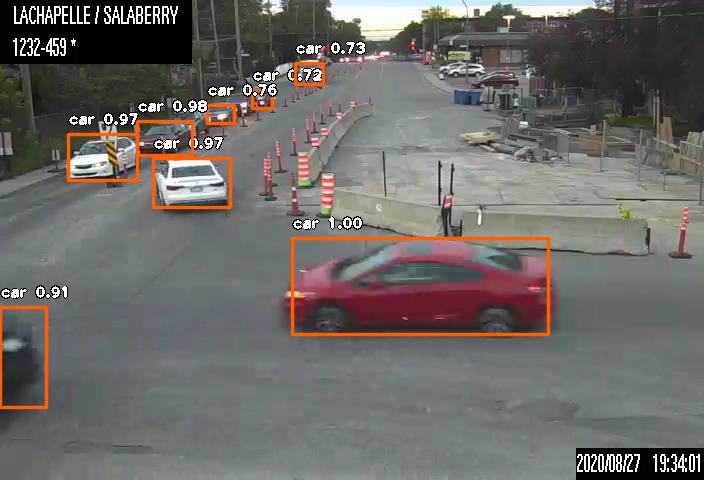 LACHAPELLE / SALABERRY
1232-459 *
car 0.73
car 0.72
car 0.76
car 0.98
car 0.97
car 0.97
car 1.00
car 0.91
2020/08/27 19:34:01